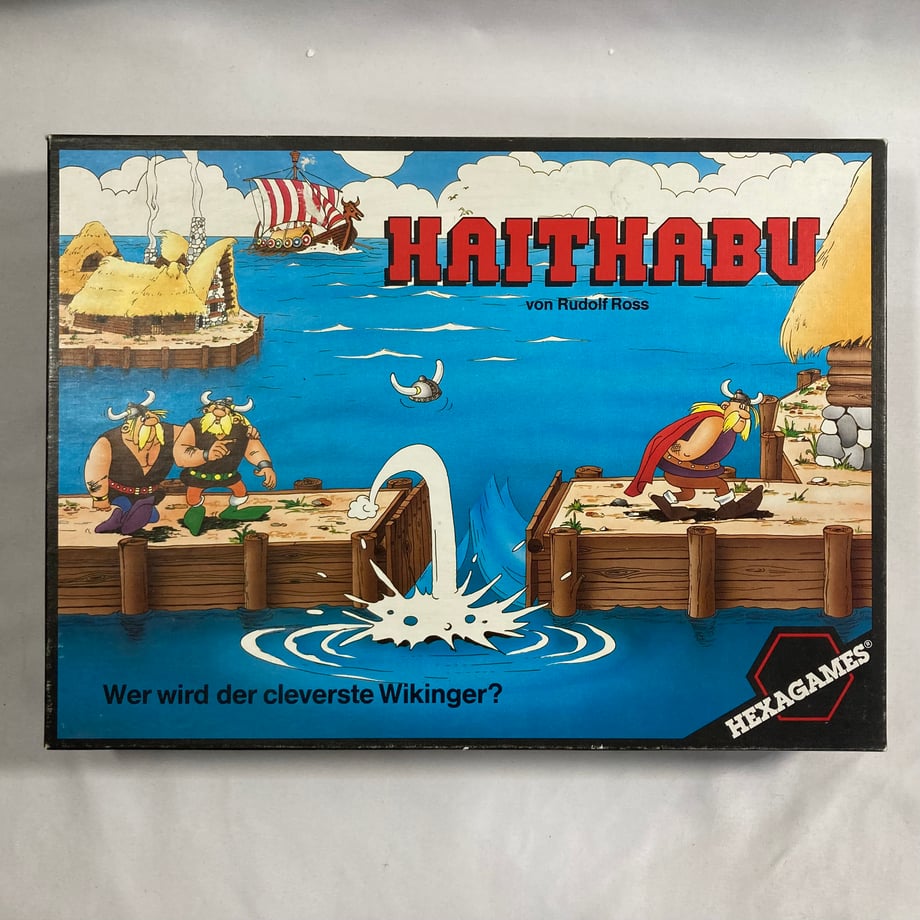 HAITHABU
von Rudolf Ross
Wer wird der cleverste Wikinger?
HEXAGAMES®